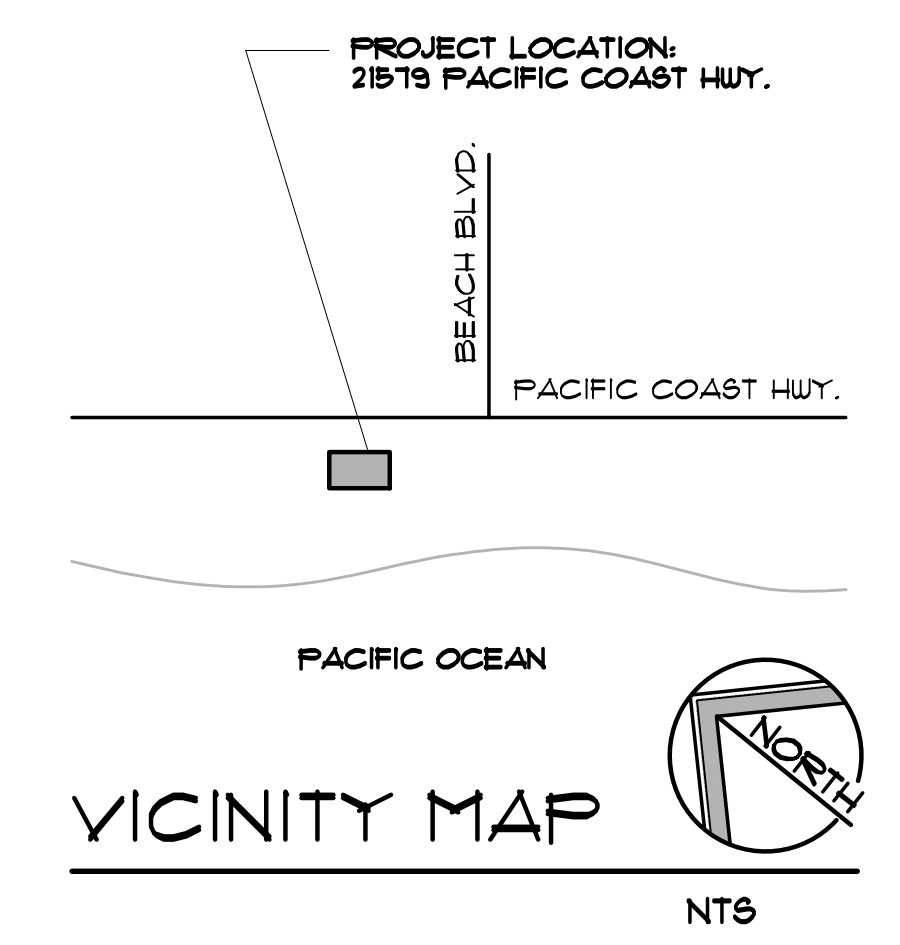 PROJECT LOCATION:
21579 PACIFIC COAST HWY.
BEACH BLVD.
PACIFIC COAST HWY.
PACIFIC OCEAN
NORTH
VICINITY MAP
NTS